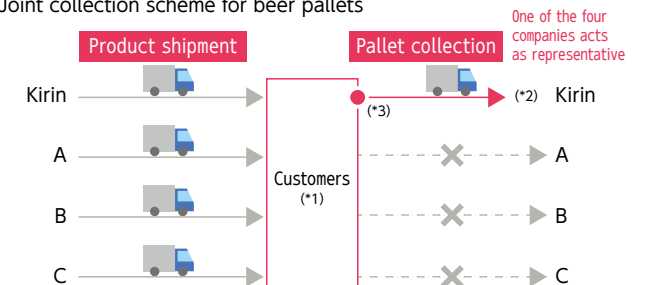 Joint collection scheme for beer pallets
One of the four
companies acts
as representative
Product shipment
Pallet collection
Kirin
(*3)
(*2)
Kirin
A
A
Customers
(*1)
B
B
C
C